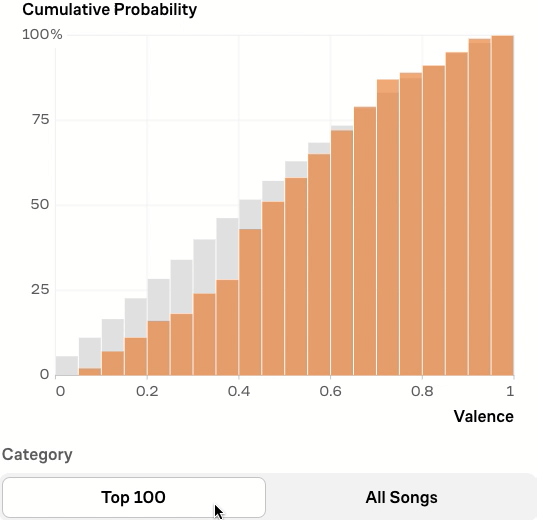 Cumulative Probability
100%
75
50
25
0
0 0.2 0.4 0.6 0.8 1
Valence
Category
Top 100 All Songs